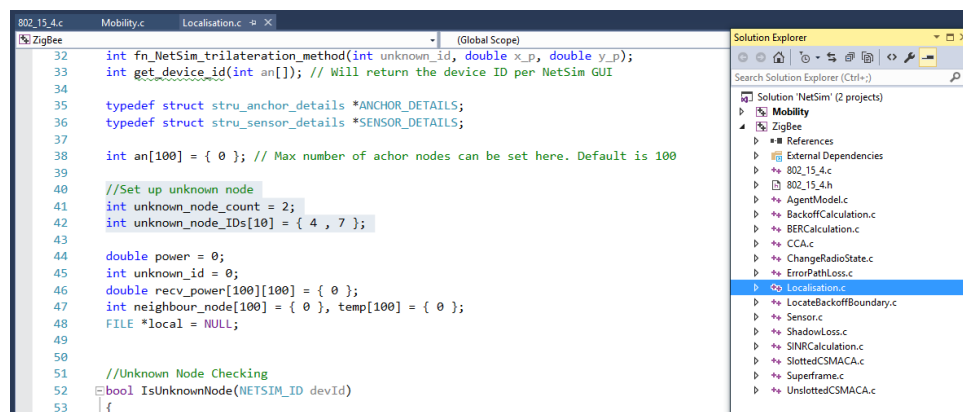 802_15_4.c Mobility.c Localisation.c
ZigBee (Global Scope)
32 int fn_NetSim_trilateration_method(int unknown_id, double x_p, double y_p);
33 int get_device_id(int an[]); // Will return the device ID per NetSim GUI
34
35 typedef struct stru_anchor_details *ANCHOR_DETAILS;
36 typedef struct stru_sensor_details *SENSOR_DETAILS;
37
38 int an[100] = { 0 }; // Max number of achor nodes can be set here. Default is 100
39
40 //Set up unknown node
41 int unknown_node_count = 2;
42 int unknown_node_IDs[10] = { 4 , 7 };
43
44 double power = 0;
45 int unknown_id = 0;
46 double recv_power[100][100] = { 0 };
47 int neighbour_node[100] = { 0 }, temp[100] = { 0 };
48 FILE *local = NULL;
49
50
51 //Unknown Node Checking
52 bool IsUnknownNode(NETSIM_ID devId)
53 {
Solution Explorer
Search Solution Explorer (Ctrl+;)
Solution 'NetSim' (2 projects)
Mobility
ZigBee
References
External Dependencies
802_15_4.c
802_15_4.h
AgentModel.c
BackoffCalculation.c
BERCalculation.c
CCA.c
ChangeRadioState.c
ErrorPathLoss.c
Localisation.c
LocateBackoffBoundary.c
Sensor.c
ShadowLoss.c
SINRCalculation.c
SlottedCSMACA.c
Superframe.c
UnslottedCSMACA.c